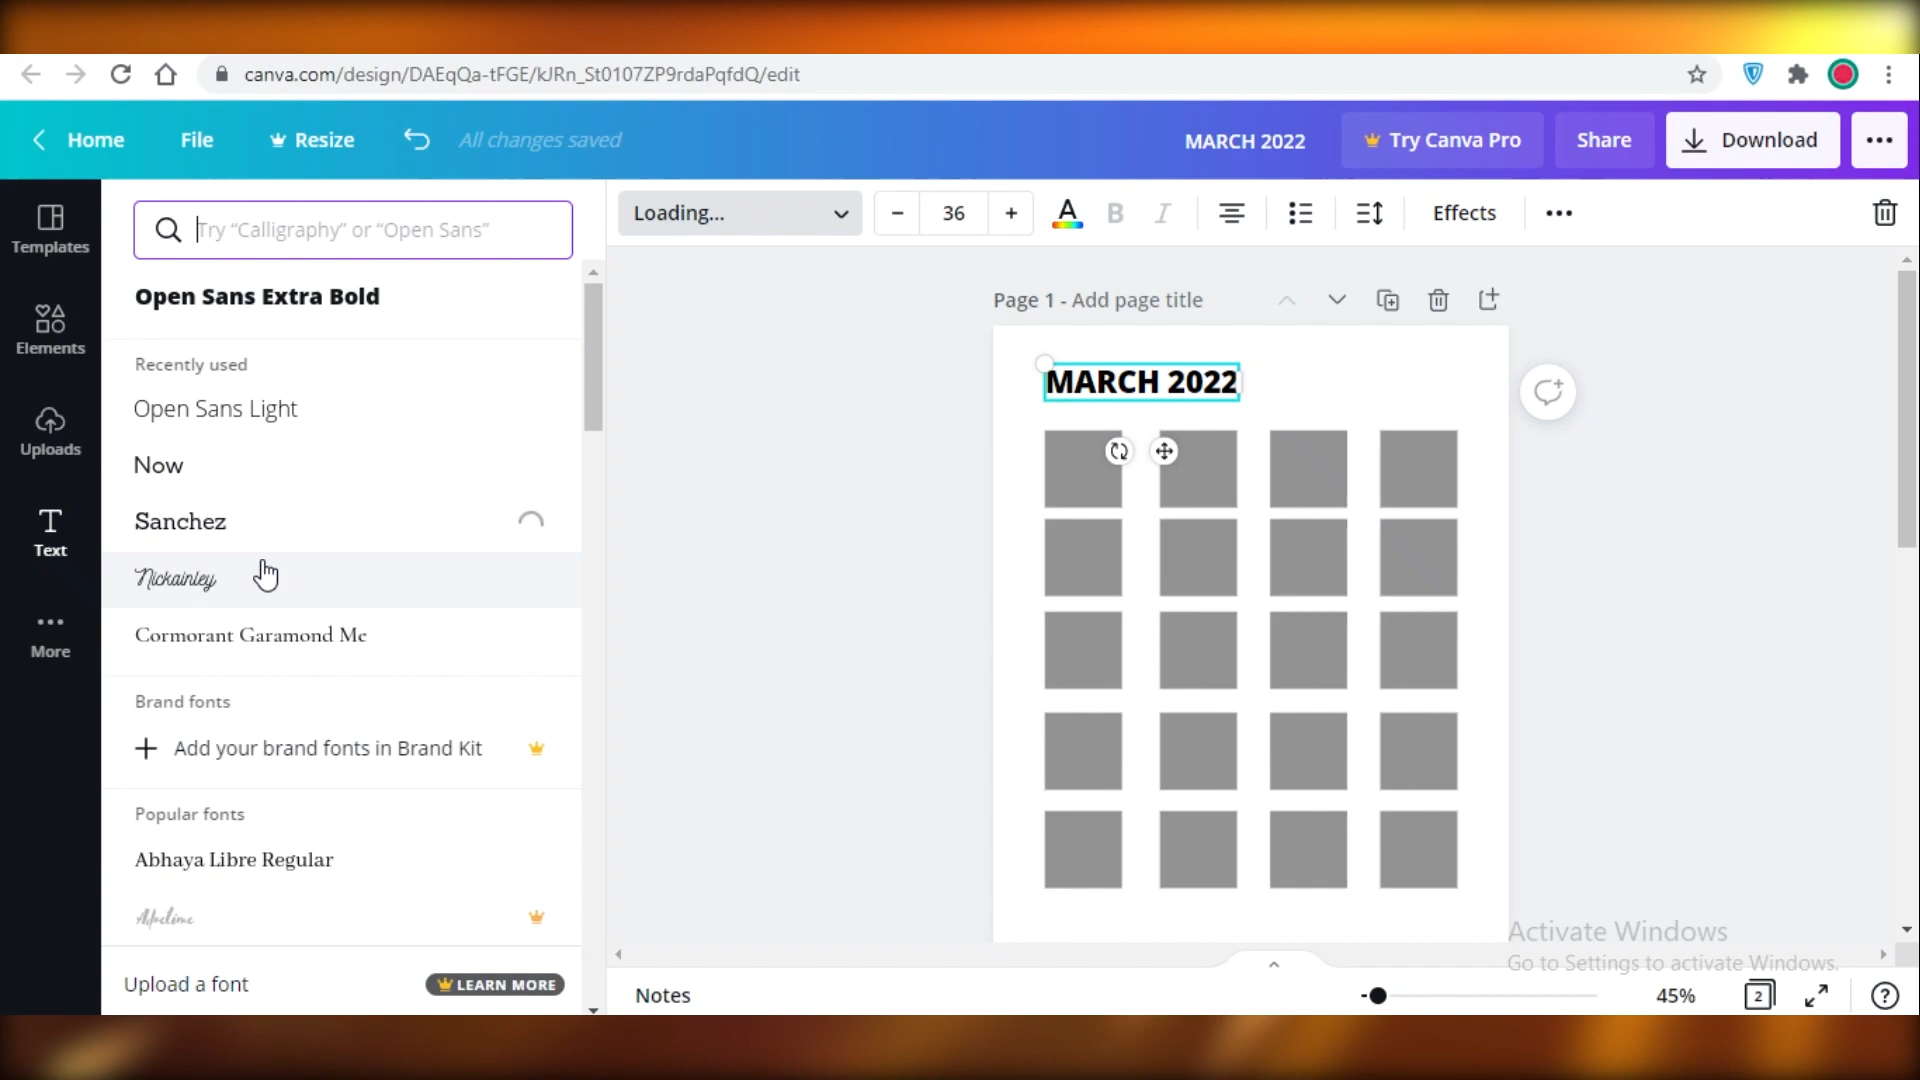 canva.com/design/DAEqQa-tFGE/kJRn_St0107ZP9rdaPqfdQ/edit
Home File Resize All changes saved MARCH 2022 Try Canva Pro Share Download
Templates
Elements
Uploads
Text
More
Try “Calligraphy” or “Open Sans”
Open Sans Extra Bold
Recently used
Open Sans Light
Now
Sanchez
Nickainley
Cormorant Garamond Me
Brand fonts
Add your brand fonts in Brand Kit
Popular fonts
Abhaya Libre Regular
Upload a font LEARN MORE
Loading... - 36 + A B I Effects
Page 1 - Add page title
MARCH 2022
Activate Windows
Go to Settings to activate Windows.
Notes 45% 2 ?